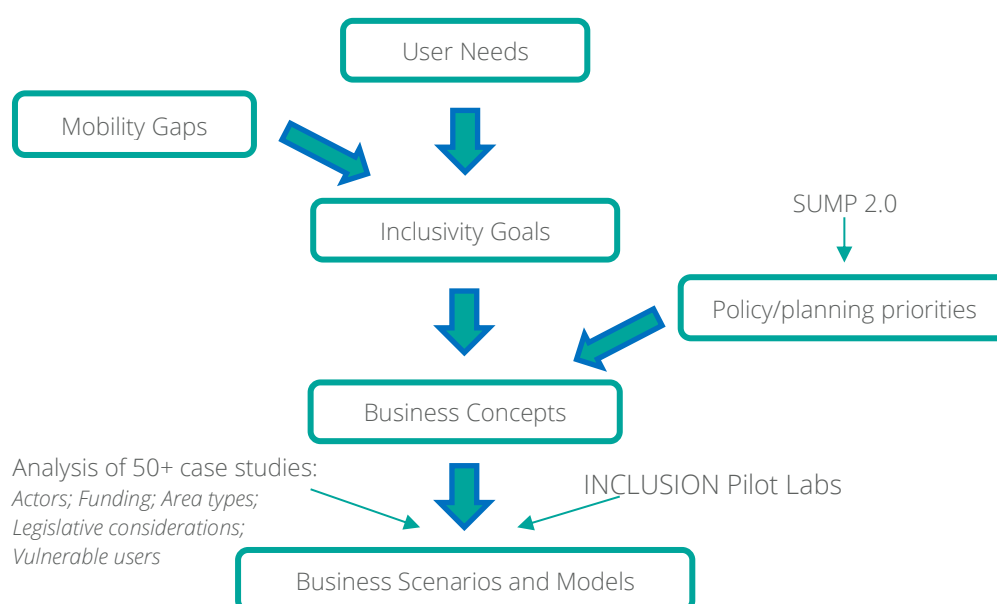 User Needs
Mobility Gaps
SUMP 2.0
Inclusivity Goals
Policy/planning priorities
Business Concepts
Analysis of 50+ case studies:
Actors; Funding; Area types;
Legislative considerations;
Vulnerable users
INCLUSION Pilot Labs
Business Scenarios and Models